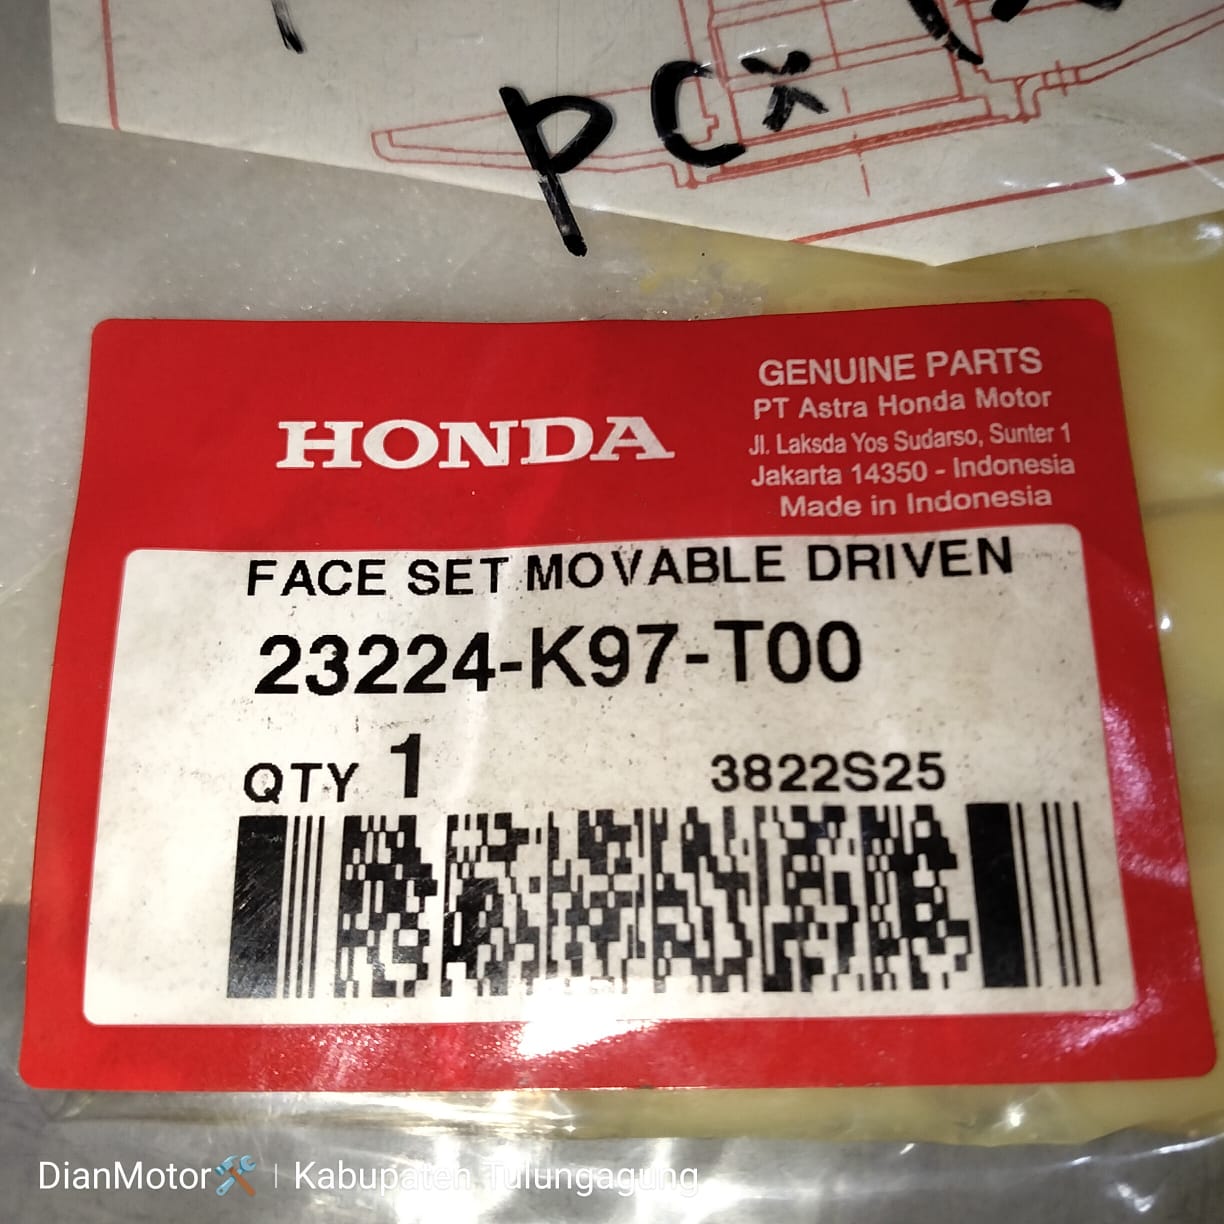 pcx
HONDA
GENUINE PARTS
PT Astra Honda Motor
Jl. Laksda Yos Sudarso, Sunter 1
Jakarta 14350 - Indonesia
Made in Indonesia
FACE SET MOVABLE DRIVEN
23224-K97-T00
QTY 1 3822S25
DianMotor🛠️ | Kabupaten Tulungagung